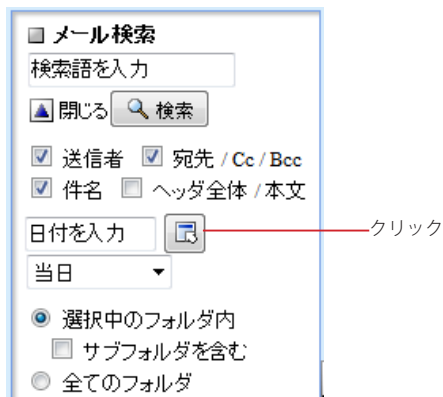 メール検索
検索語を入力
閉じる 検索
送信者 宛先 / Cc / Bcc
件名 ヘッダ全体 / 本文
日付を入力 クリック
当日
選択中のフォルダ内
サブフォルダを含む
全てのフォルダ